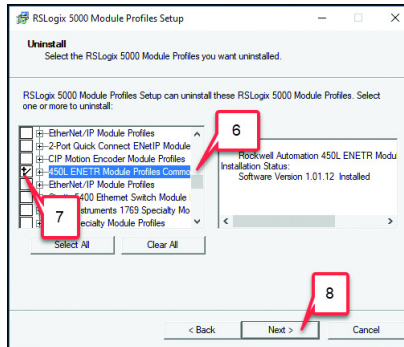 RSLogix 5000 Module Profiles Setup
Uninstall
Select the RSLogix 5000 Module Profiles you want uninstalled.
RSLogix 5000 Module Profiles Setup can uninstall these RSLogix 5000 Module Profiles. Select
one or more to uninstall:
EtherNet/IP Module Profiles
2-Port Quick Connect ENetIP Module
CIP Motion Encoder Module Profiles
450L ENETR Module Profiles Commo
EtherNet/IP Module Profiles
5400 Ethernet Switch Module
struments 1769 Specialty Mo
ecialty Module Profiles
Rockwell Automation 450L ENETR Modu
Installation Status:
Software Version 1.01.12 Installed
6
7
Select All
Clear All
8
< Back
Next >
Cancel